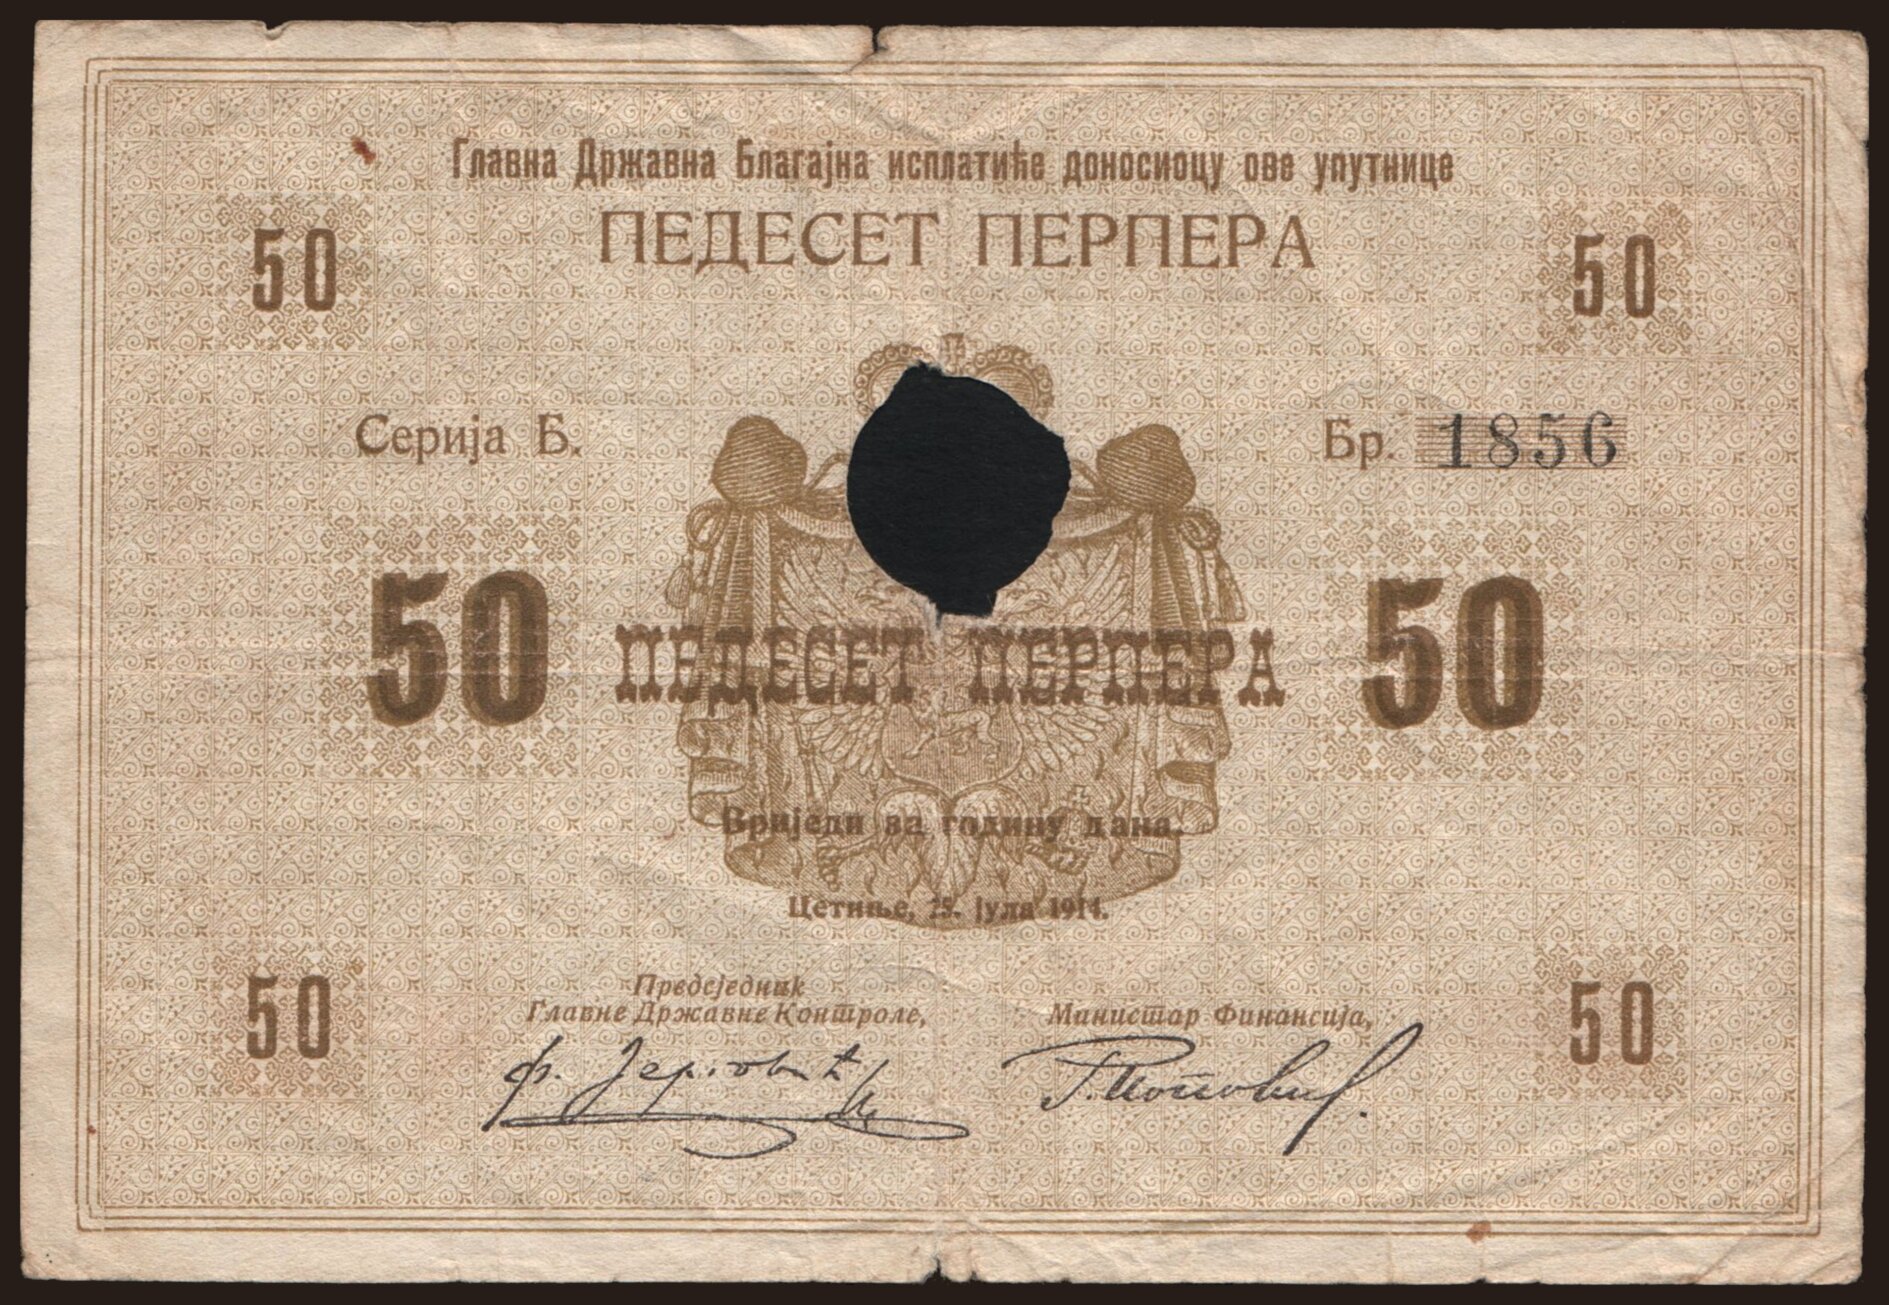 Главна Државна Благајна исплатиће доносиоцу ове упутнице
ПЕДЕСЕТ ПЕРПЕРА
50
50
Серија Б.
Бр. 1856
50
ПЕДЕСЕТ ПЕРПЕРА
50
Вриједи за годину дана.
Цетиње, 25. јула 1914.
Предсједник
Главне Државне Контроле,
Министар Финансија,
50
50